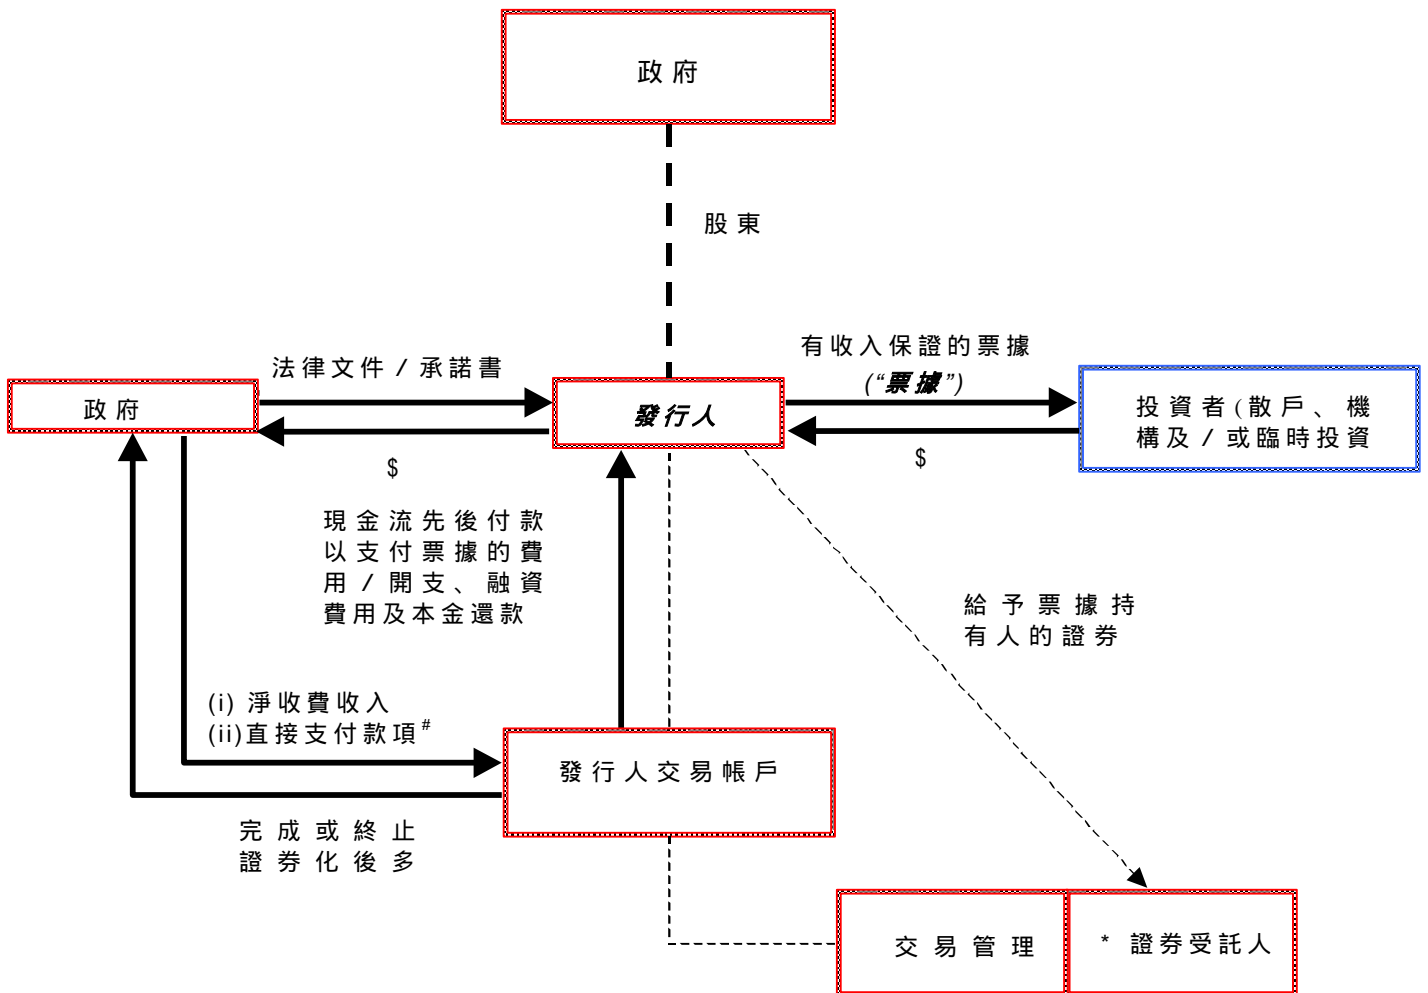 政府
股東
法律文件 / 承諾書
有收入保證的票據
(“票據”)
政府
發行人
投資者(散戶、機
構及 / 或臨時投資
$
$
現金流先後付款
以支付票據的費
用 / 開支、融資
費用及本金還款
給予票據持
有人的證券
(i) 淨收費收入
(ii)直接支付款項#
發行人交易帳戶
完成或終止
證券化後多
交易管理
* 證券受託人